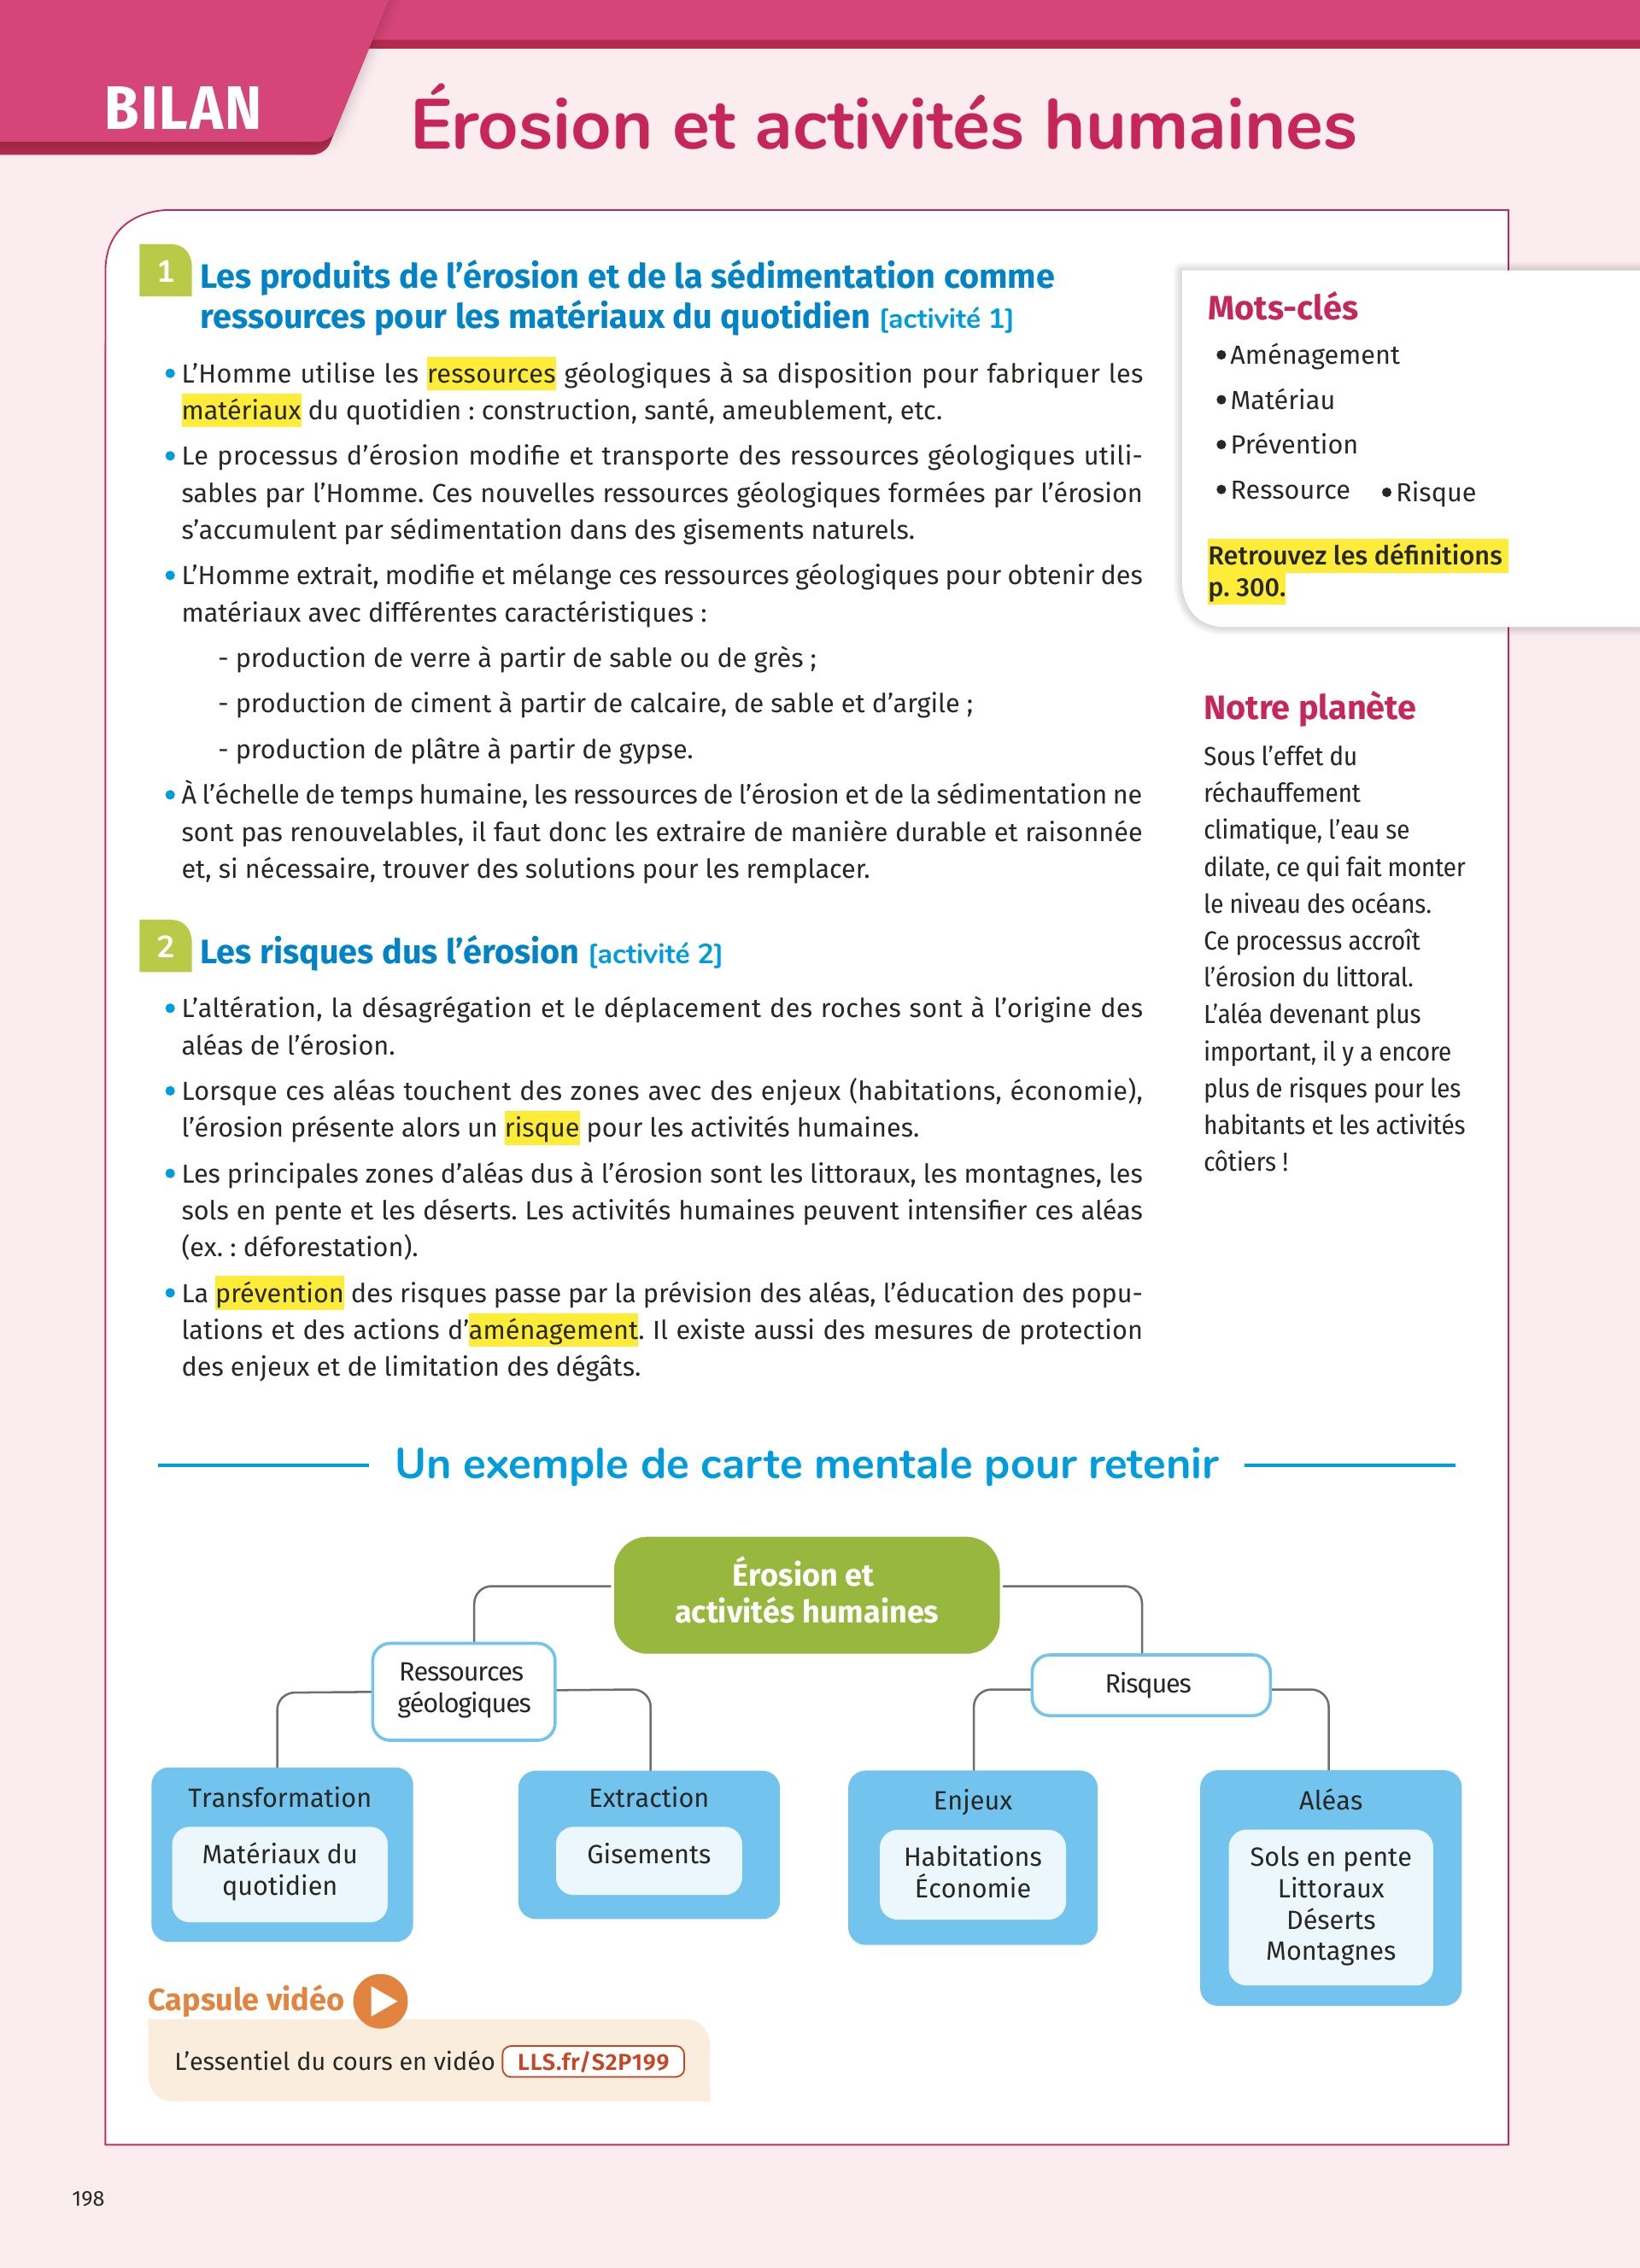 BILAN
Érosion et activités humaines
1
Les produits de l’érosion et de la sédimentation comme
ressources pour les matériaux du quotidien [activité 1]
• L’Homme utilise les ressources géologiques à sa disposition pour fabriquer les
matériaux du quotidien : construction, santé, ameublement, etc.
• Le processus d’érosion modifie et transporte des ressources géologiques utili-
sables par l’Homme. Ces nouvelles ressources géologiques formées par l’érosion
s’accumulent par sédimentation dans des gisements naturels.
• L’Homme extrait, modifie et mélange ces ressources géologiques pour obtenir des
matériaux avec différentes caractéristiques :
- production de verre à partir de sable ou de grès ;
- production de ciment à partir de calcaire, de sable et d’argile ;
- production de plâtre à partir de gypse.
• À l’échelle de temps humaine, les ressources de l’érosion et de la sédimentation ne
sont pas renouvelables, il faut donc les extraire de manière durable et raisonnée
et, si nécessaire, trouver des solutions pour les remplacer.
2
Les risques dus l’érosion [activité 2]
• L’altération, la désagrégation et le déplacement des roches sont à l’origine des
aléas de l’érosion.
• Lorsque ces aléas touchent des zones avec des enjeux (habitations, économie),
l’érosion présente alors un risque pour les activités humaines.
• Les principales zones d’aléas dus à l’érosion sont les littoraux, les montagnes, les
sols en pente et les déserts. Les activités humaines peuvent intensifier ces aléas
(ex. : déforestation).
• La prévention des risques passe par la prévision des aléas, l’éducation des popu-
lations et des actions d’aménagement. Il existe aussi des mesures de protection
des enjeux et de limitation des dégâts.
Mots-clés
• Aménagement
• Matériau
• Prévention
• Ressource • Risque
Retrouvez les définitions
p. 300.
Notre planète
Sous l’effet du
réchauffement
climatique, l’eau se
dilate, ce qui fait monter
le niveau des océans.
Ce processus accroît
l’érosion du littoral.
L’aléa devenant plus
important, il y a encore
plus de risques pour les
habitants et les activités
côtiers !
Un exemple de carte mentale pour retenir
Érosion et
activités humaines
Ressources
géologiques
Risques
Transformation
Matériaux du
quotidien
Extraction
Gisements
Enjeux
Habitations
Économie
Aléas
Sols en pente
Littoraux
Déserts
Montagnes
Capsule vidéo
L’essentiel du cours en vidéo LLS.fr/S2P199
198